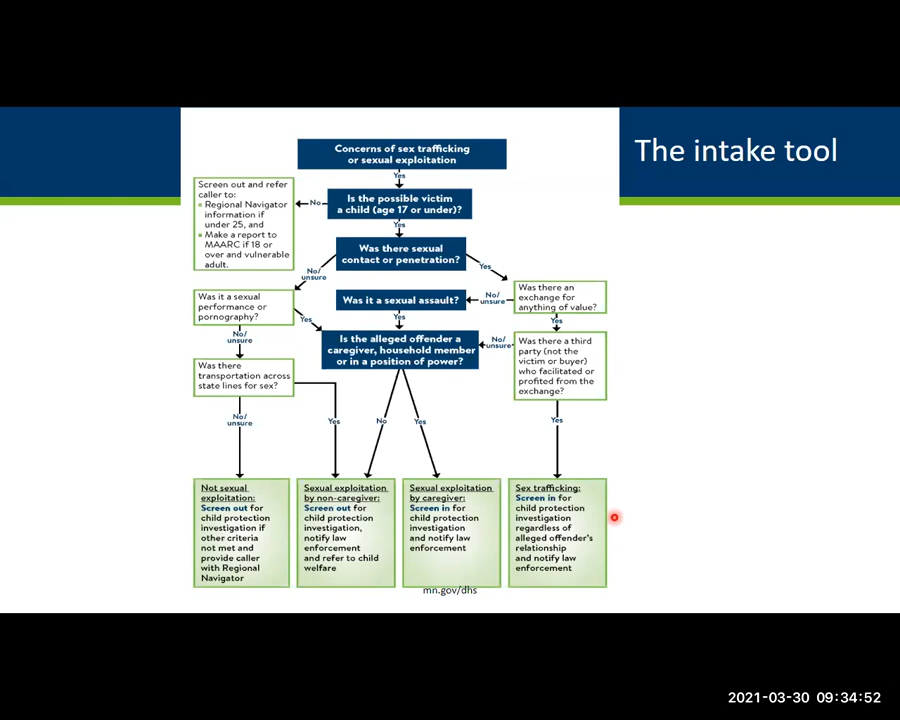 The intake tool
Concerns of sex trafficking
or sexual exploitation
Yes
Is the possible victim
a child (age 17 or under)?
No
Screen out and refer
caller to:
Regional Navigator
information if
under 25, and
Make a report to
MAARC if 18 or
over and vulnerable
adult.
Yes
Was there sexual
contact or penetration?
No/
unsure
Yes
Was it a sexual
performance or
pornography?
Was it a sexual assault?
No/
unsure
Was there an
exchange for
anything of value?
Yes
Yes
Yes
No/
unsure
Is the alleged offender a
caregiver, household member
or in a position of power?
No/
unsure
Was there a third
party (not the
victim or buyer)
who facilitated or
profited from the
exchange?
Was there
transportation across
state lines for sex?
No/
unsure
Yes
No
Yes
Yes
Not sexual
exploitation:
Screen out for
child protection
investigation if
other criteria
not met and
provide caller
with Regional
Navigator
Sexual exploitation
by non-caregiver:
Screen out for
child protection
investigation,
notify law
enforcement
and refer to child
welfare
Sexual exploitation
by caregiver:
Screen in for
child protection
investigation
and notify law
enforcement
Sex trafficking:
Screen in for
child protection
investigation
regardless of
alleged offender's
relationship
and notify law
enforcement
mn.gov/dhs
2021-03-30 09:34:52